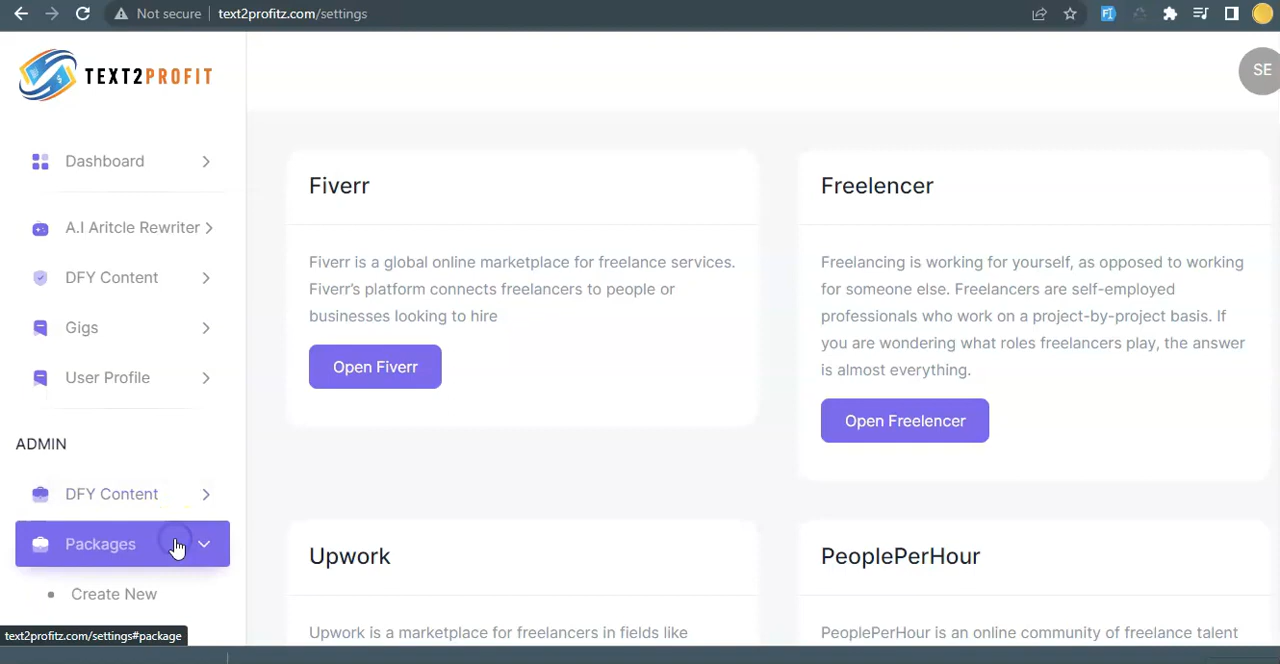 Not secure | text2profitz.com/settings
TEXT2PROFIT
SE
Dashboard
A.I Aritcle Rewriter
DFY Content
Gigs
User Profile
ADMIN
DFY Content
Packages
Create New
text2profitz.com/settings#package
Fiverr
Fiverr is a global online marketplace for freelance services.
Fiverr's platform connects freelancers to people or
businesses looking to hire
Open Fiverr
Freelencer
Freelancing is working for yourself, as opposed to working
for someone else. Freelancers are self-employed
professionals who work on a project-by-project basis. If
you are wondering what roles freelancers play, the answer
is almost everything.
Open Freelencer
Upwork
Upwork is a marketplace for freelancers in fields like
PeoplePerHour
PeoplePerHour is an online community of freelance talent